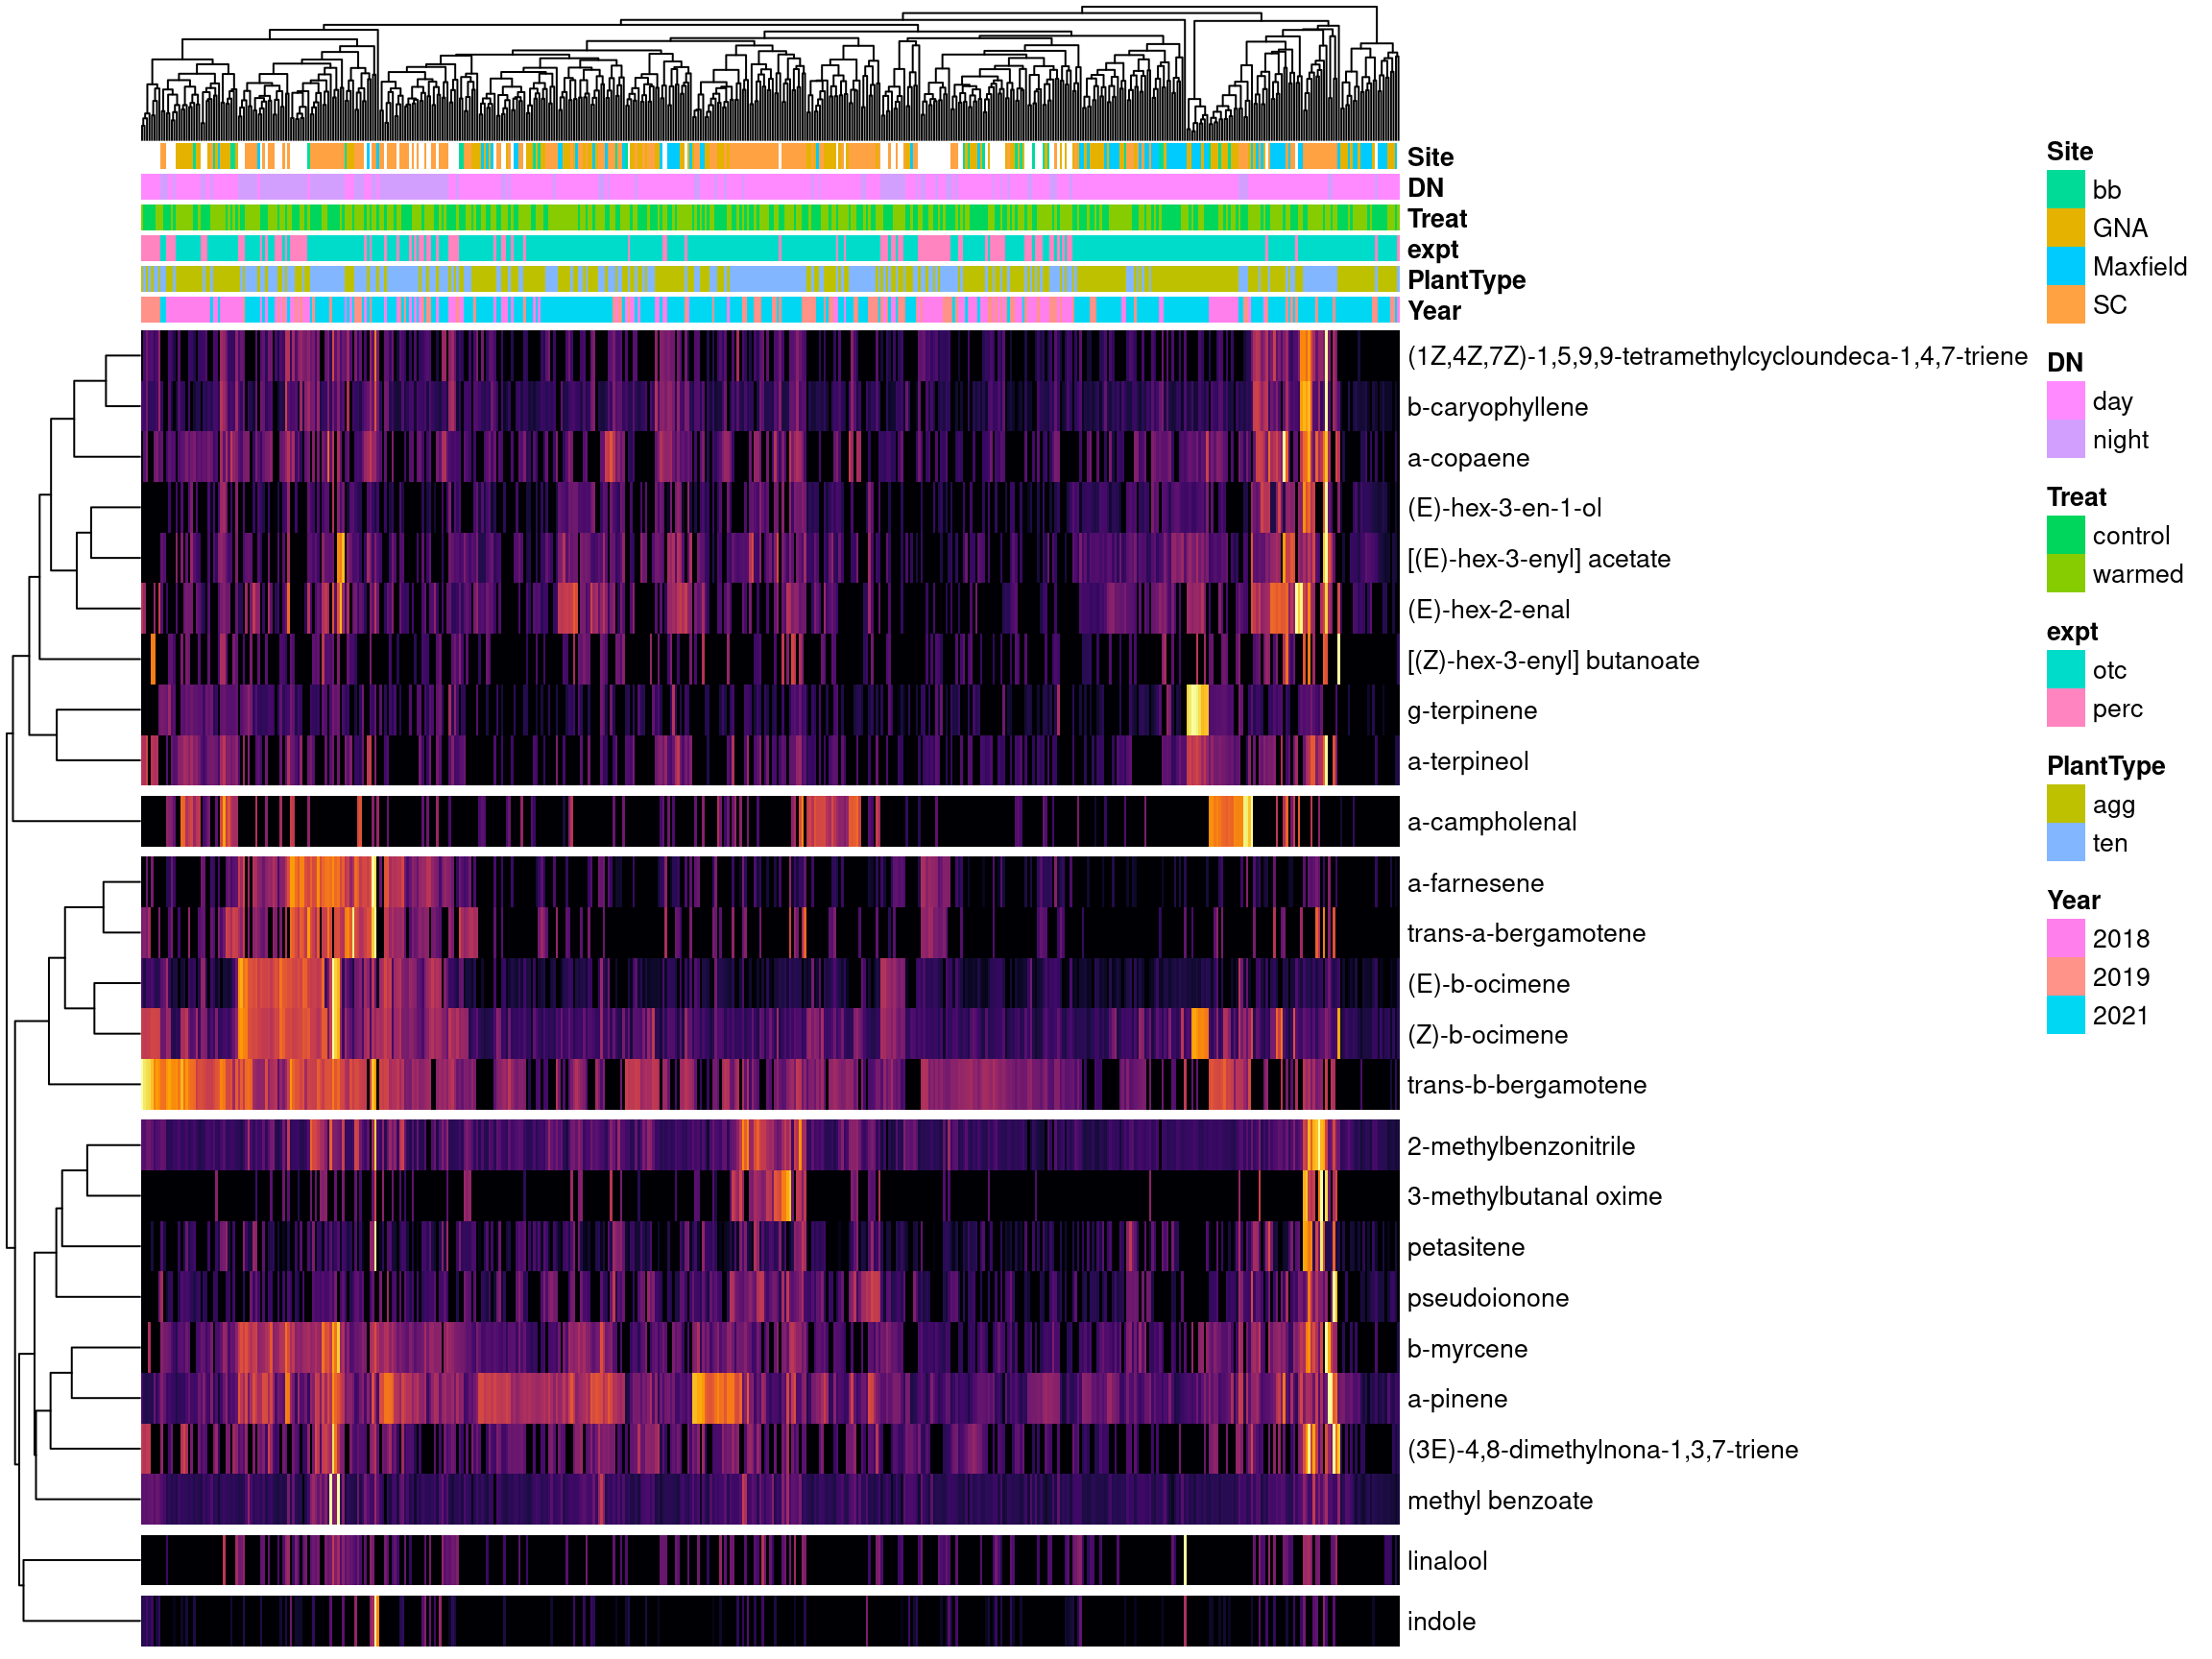 Site
DN
Treat
expt
PlantType
Year
(1Z,4Z,7Z)-1,5,9,9-tetramethylcycloundeca-1,4,7-triene
b-caryophyllene
a-copaene
(E)-hex-3-en-1-ol
[(E)-hex-3-enyl] acetate
(E)-hex-2-enal
[(Z)-hex-3-enyl] butanoate
g-terpinene
a-terpineol
a-campholenal
a-farnesene
trans-a-bergamotene
(E)-b-ocimene
(Z)-b-ocimene
trans-b-bergamotene
2-methylbenzonitrile
3-methylbutanal oxime
petasitene
pseudoionone
b-myrcene
a-pinene
(3E)-4,8-dimethylnona-1,3,7-triene
methyl benzoate
linalool
indole
Site
bb
GNA
Maxfield
SC
DN
day
night
Treat
control
warmed
expt
otc
perc
PlantType
agg
ten
Year
2018
2019
2021